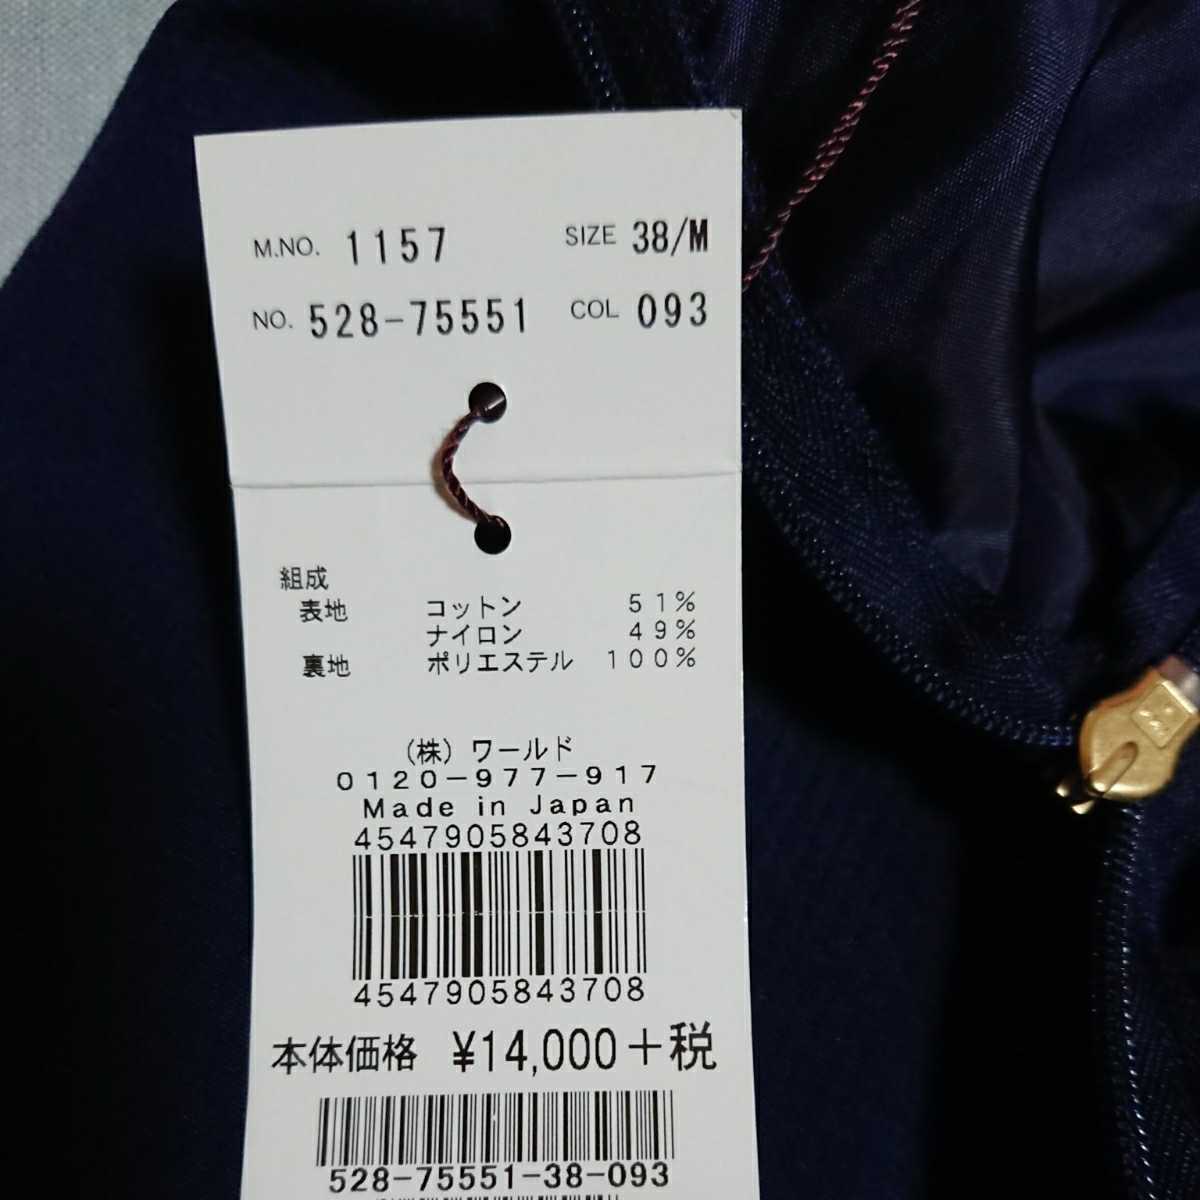 M.NO. 1157 SIZE 38/M
NO. 528-75551 COL 093
組成
表地 コットン 51%
ナイロン 49%
裏地 ポリエステル 100%
(株) ワールド
0120-977-917
Made in Japan
4547905843708
4547905843708
本体価格 ¥14,000+税
528-75551-38-093